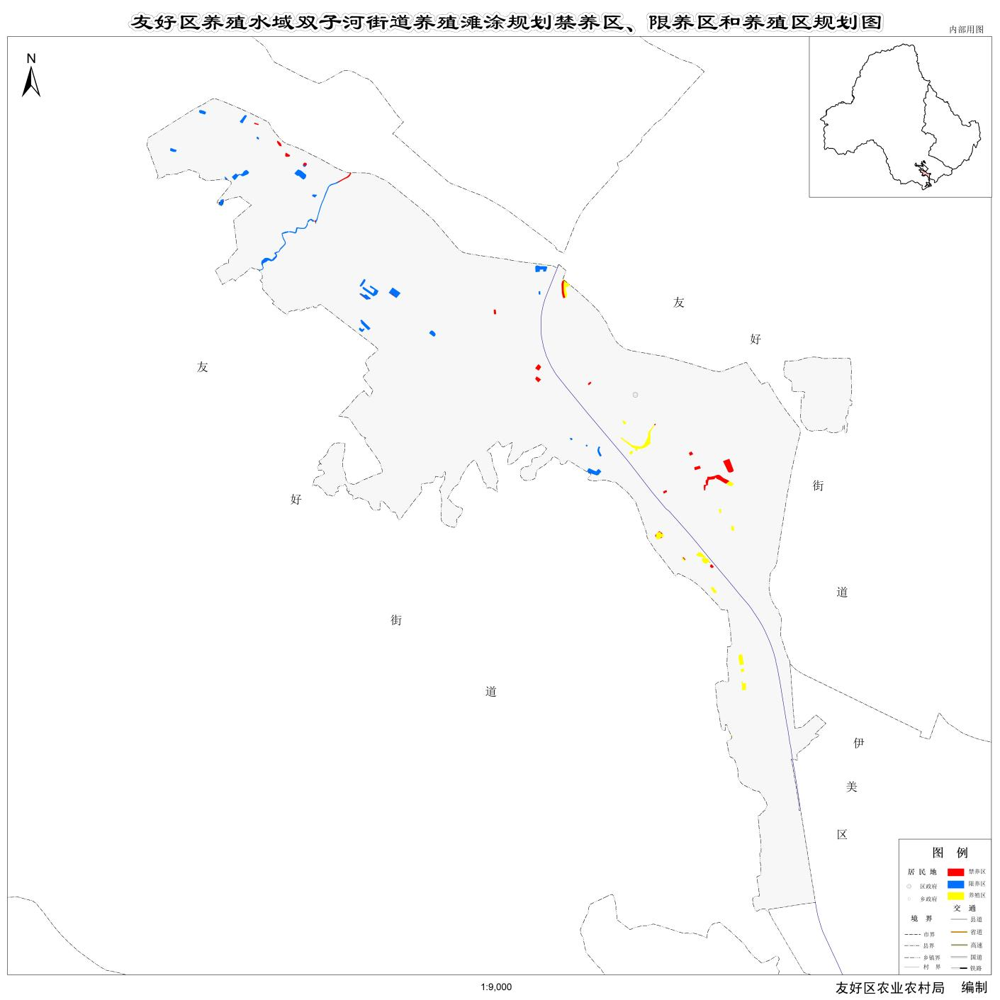 友好区养殖水域双子河街道养殖滩涂规划禁养区、限养区和养殖区规划图
内部用图
N
友
好
街
道
友
好
街
道
伊
美
区
图 例
居 民 地
区政府
乡政府
境 界
市界
县界
乡镇界
村 界
禁养区
限养区
养殖区
交 通
县道
省道
高速
国道
铁路
1:9,000
友好区农业农村局 编制